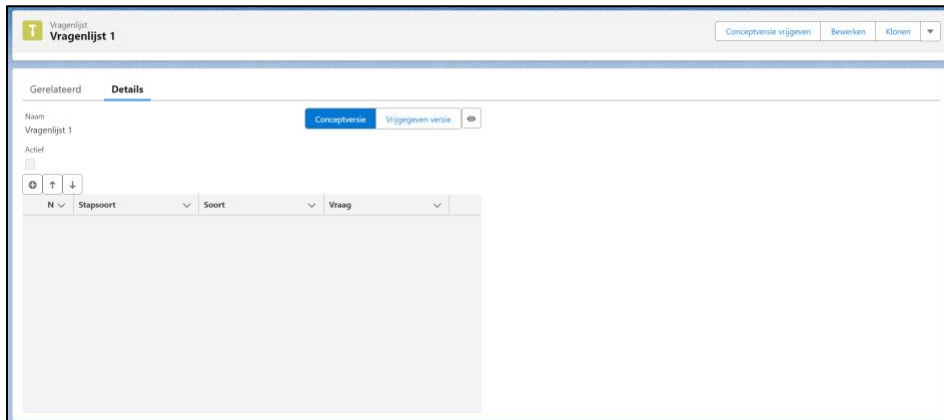 Vragenlijst
Vragenlijst 1
Conceptversie vrijgeven Bewerken Klonen
Gerelateerd Details
Naam
Vragenlijst 1
Conceptversie Vrijgegeven versie
Actief
N Stapsoort Soort Vraag